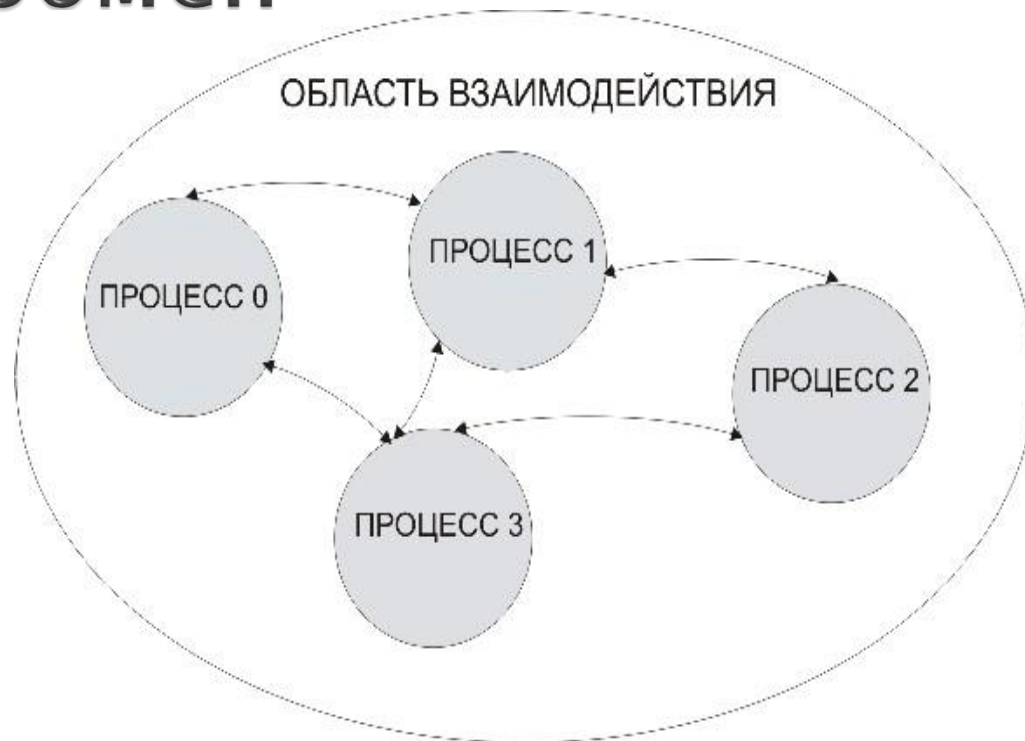 ОБЛАСТЬ ВЗАИМОДЕЙСТВИЯ
ПРОЦЕСС 1
ПРОЦЕСС 0
ПРОЦЕСС 2
ПРОЦЕСС 3